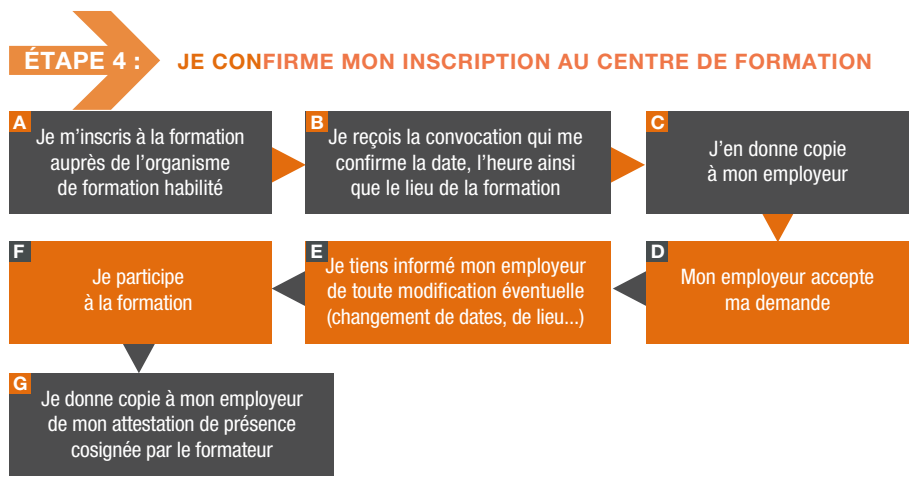 ÉTAPE 4 :
JE CONFIRME MON INSCRIPTION AU CENTRE DE FORMATION
A
Je m’inscris à la formation
auprès de l’organisme
de formation habilité
B
Je reçois la convocation qui me
confirme la date, l’heure ainsi
que le lieu de la formation
C
J’en donne copie
à mon employeur
D
Mon employeur accepte
ma demande
E
Je tiens informé mon employeur
de toute modification éventuelle
(changement de dates, de lieu...)
F
Je participe
à la formation
G
Je donne copie à mon employeur
de mon attestation de présence
cosignée par le formateur